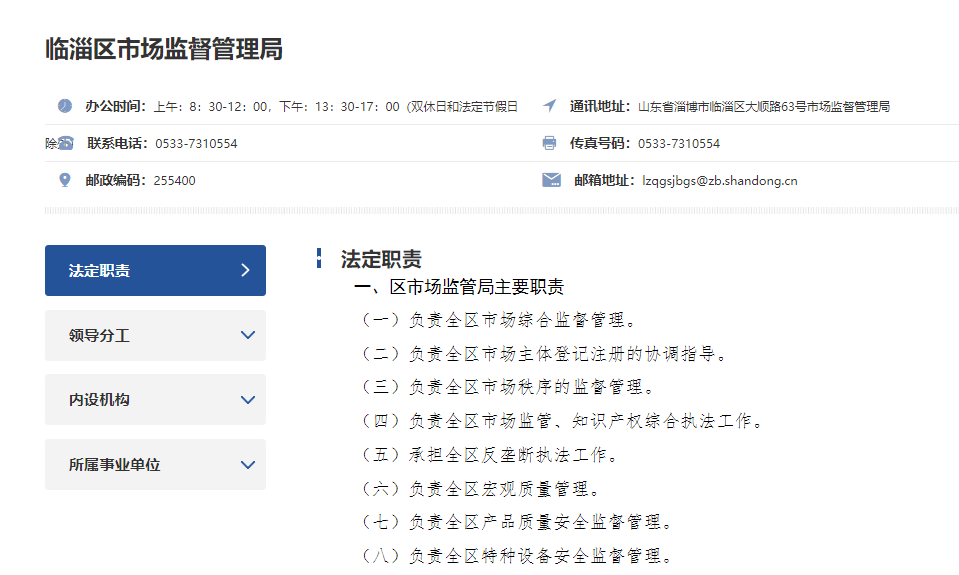 临淄区市场监督管理局
办公时间：上午：8：30-12：00，下午：13：30-17：00（双休日和法定节假日
通讯地址：山东省淄博市临淄区大顺路63号市场监督管理局
除
联系电话：0533-7310554
传真号码：0533-7310554
邮政编码：255400
邮箱地址：lzqgsjbgs@zb.shandong.cn
法定职责
领导分工
内设机构
所属事业单位
法定职责
一、区市场监管局主要职责
（一）负责全区市场综合监督管理。
（二）负责全区市场主体登记注册的协调指导。
（三）负责全区市场秩序的监督管理。
（四）负责全区市场监管、知识产权综合执法工作。
（五）承担全区反垄断执法工作。
（六）负责全区宏观质量管理。
（七）负责全区产品质量安全监督管理。
（八）负责全区特种设备安全监督管理。